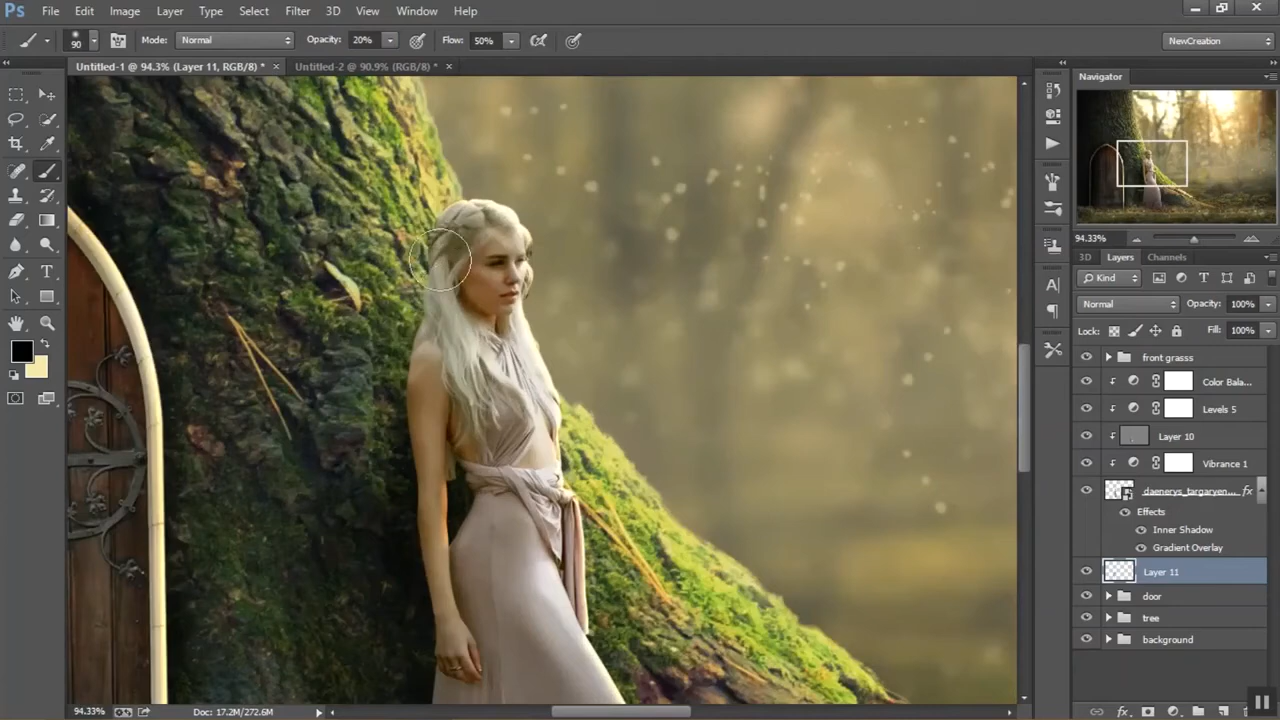 Ps File Edit Image Layer Type Select Filter 3D View Window Help
90 Mode: Normal Opacity: 20% Flow: 50% NewCreation
Untitled-1 @ 94.3% (Layer 11, RGB/8) * × Untitled-2 @ 90.9% (RGB/8) * ×
Navigator
94.33%
3D Layers Channels
Kind
Normal Opacity: 100%
Lock: Fill: 100%
front grasss
Color Bala...
Levels 5
Layer 10
Vibrance 1
daenerys_targaryen... fx
Effects
Inner Shadow
Gradient Overlay
Layer 11
door
tree
background
94.33% Doc: 17.2M/272.6M